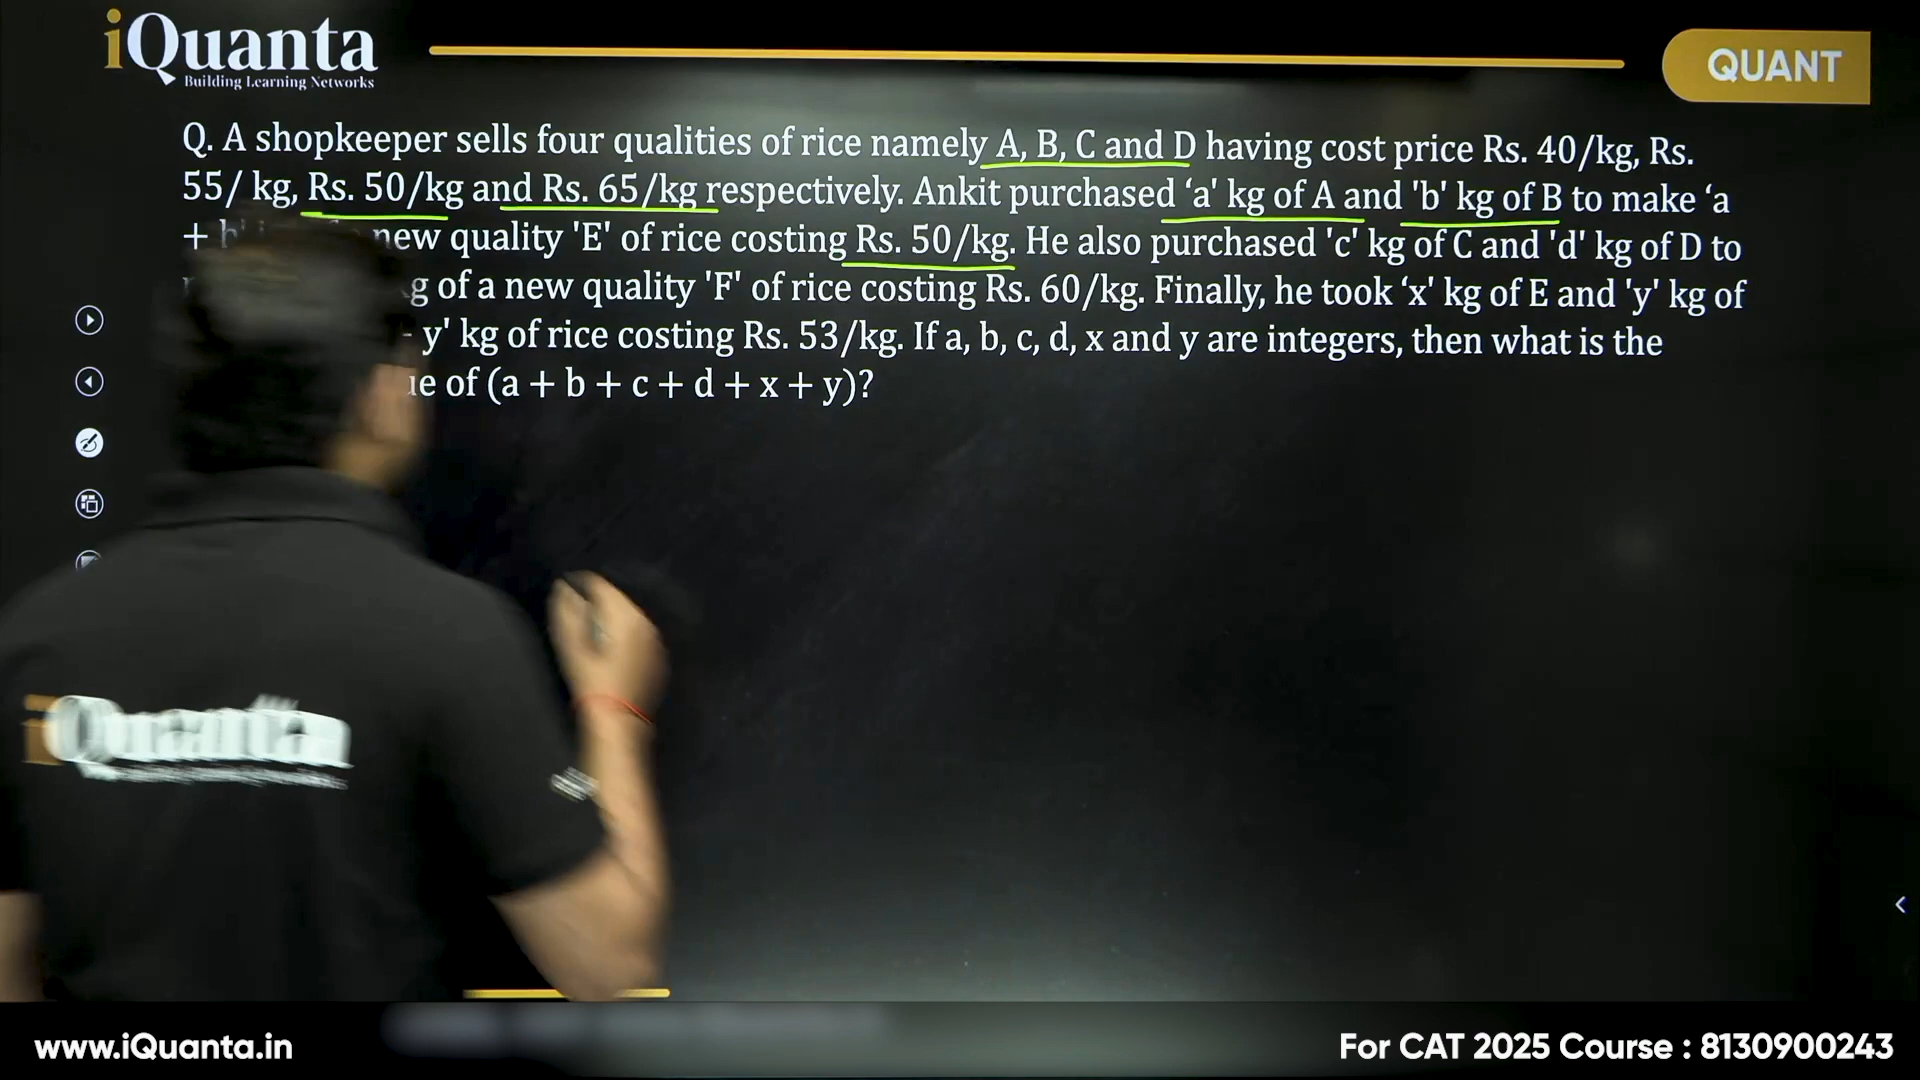 iQuanta
Building Learning Networks
QUANT
Q. A shopkeeper sells four qualities of rice namely A, B, C and D having cost price Rs. 40/kg, Rs.
55/ kg, Rs. 50/kg and Rs. 65/kg respectively. Ankit purchased ‘a' kg of A and 'b' kg of B to make ‘a
+ b' new quality 'E' of rice costing Rs. 50/kg. He also purchased 'c' kg of C and 'd' kg of D to
g of a new quality 'F' of rice costing Rs. 60/kg. Finally, he took ‘x' kg of E and 'y' kg of
y' kg of rice costing Rs. 53/kg. If a, b, c, d, x and y are integers, then what is the
of (a + b + c + d + x + y)?
iQuanta
www.iQuanta.in
For CAT 2025 Course : 8130900243